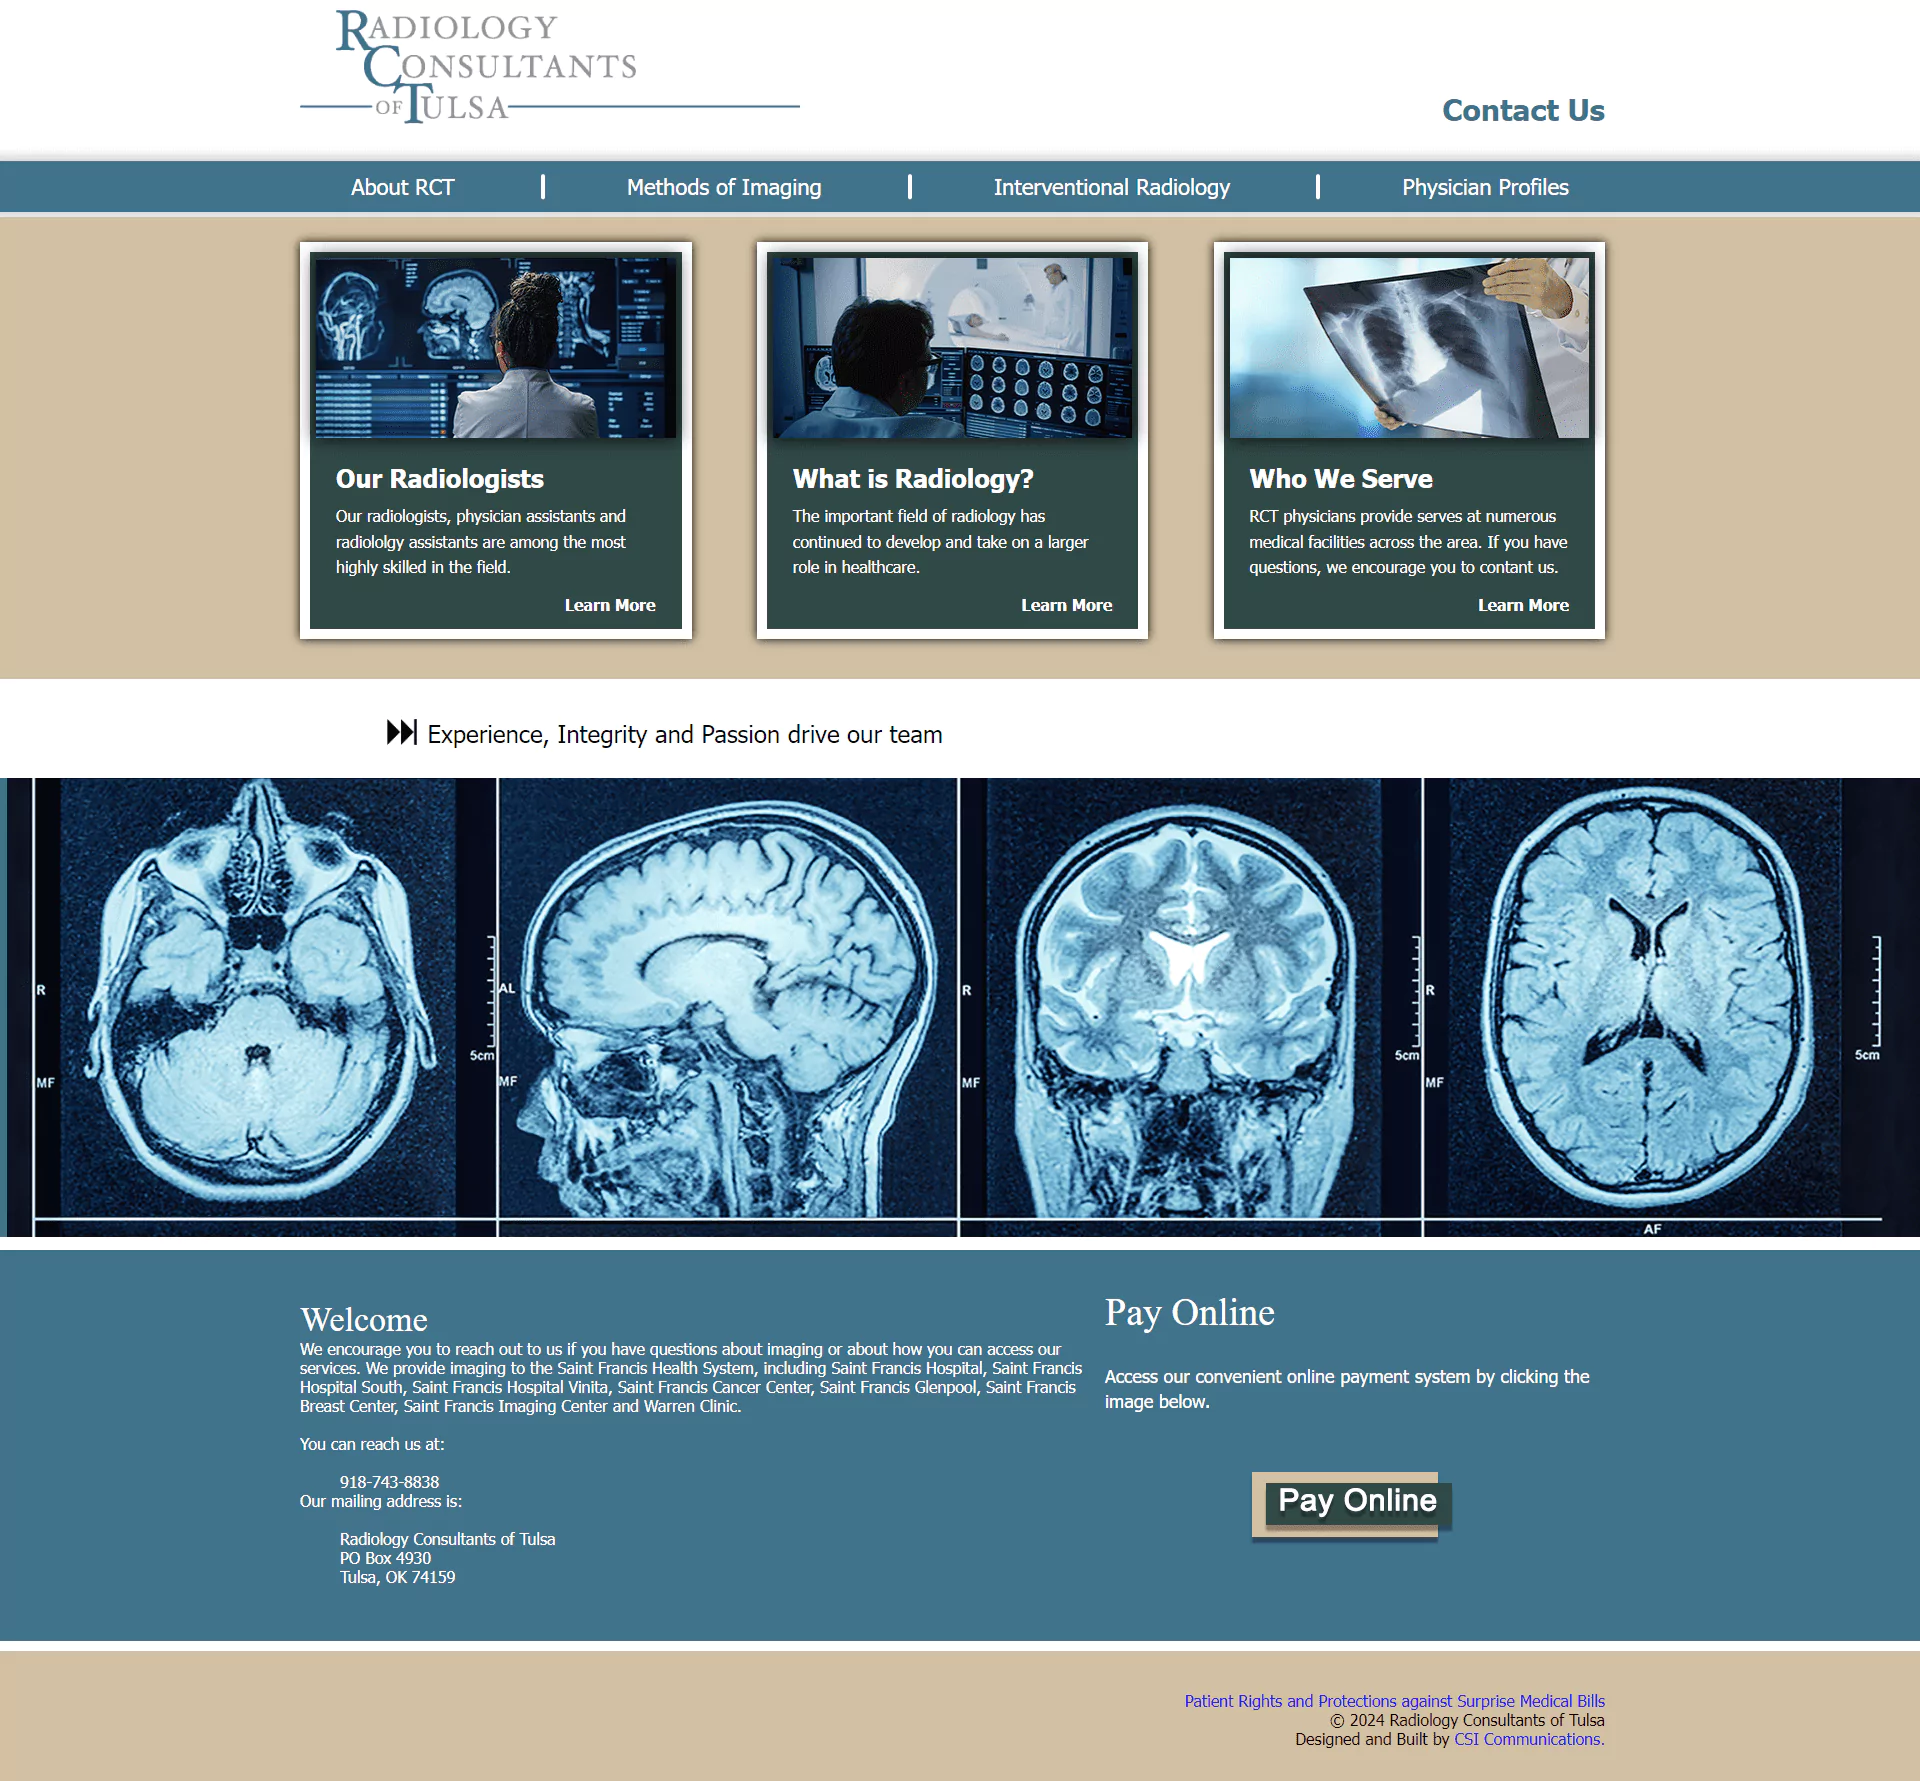 RADIOLOGY
CONSULTANTS
OF TULSA
Contact Us
About RCT
Methods of Imaging
Interventional Radiology
Physician Profiles
Our Radiologists
Our radiologists, physician assistants and
radiololgy assistants are among the most
highly skilled in the field.
Learn More
What is Radiology?
The important field of radiology has
continued to develop and take on a larger
role in healthcare.
Learn More
Who We Serve
RCT physicians provide serves at numerous
medical facilities across the area. If you have
questions, we encourage you to contant us.
Learn More
Experience, Integrity and Passion drive our team
R
MF
5cm
AL
MF
R
MF
5cm
R
MF
5cm
AF
Welcome
We encourage you to reach out to us if you have questions about imaging or about how you can access our
services. We provide imaging to the Saint Francis Health System, including Saint Francis Hospital, Saint Francis
Hospital South, Saint Francis Hospital Vinita, Saint Francis Cancer Center, Saint Francis Glenpool, Saint Francis
Breast Center, Saint Francis Imaging Center and Warren Clinic.
You can reach us at:
918-743-8838
Our mailing address is:
Radiology Consultants of Tulsa
PO Box 4930
Tulsa, OK 74159
Pay Online
Access our convenient online payment system by clicking the
image below.
Pay Online
Patient Rights and Protections against Surprise Medical Bills
© 2024 Radiology Consultants of Tulsa
Designed and Built by CSI Communications.